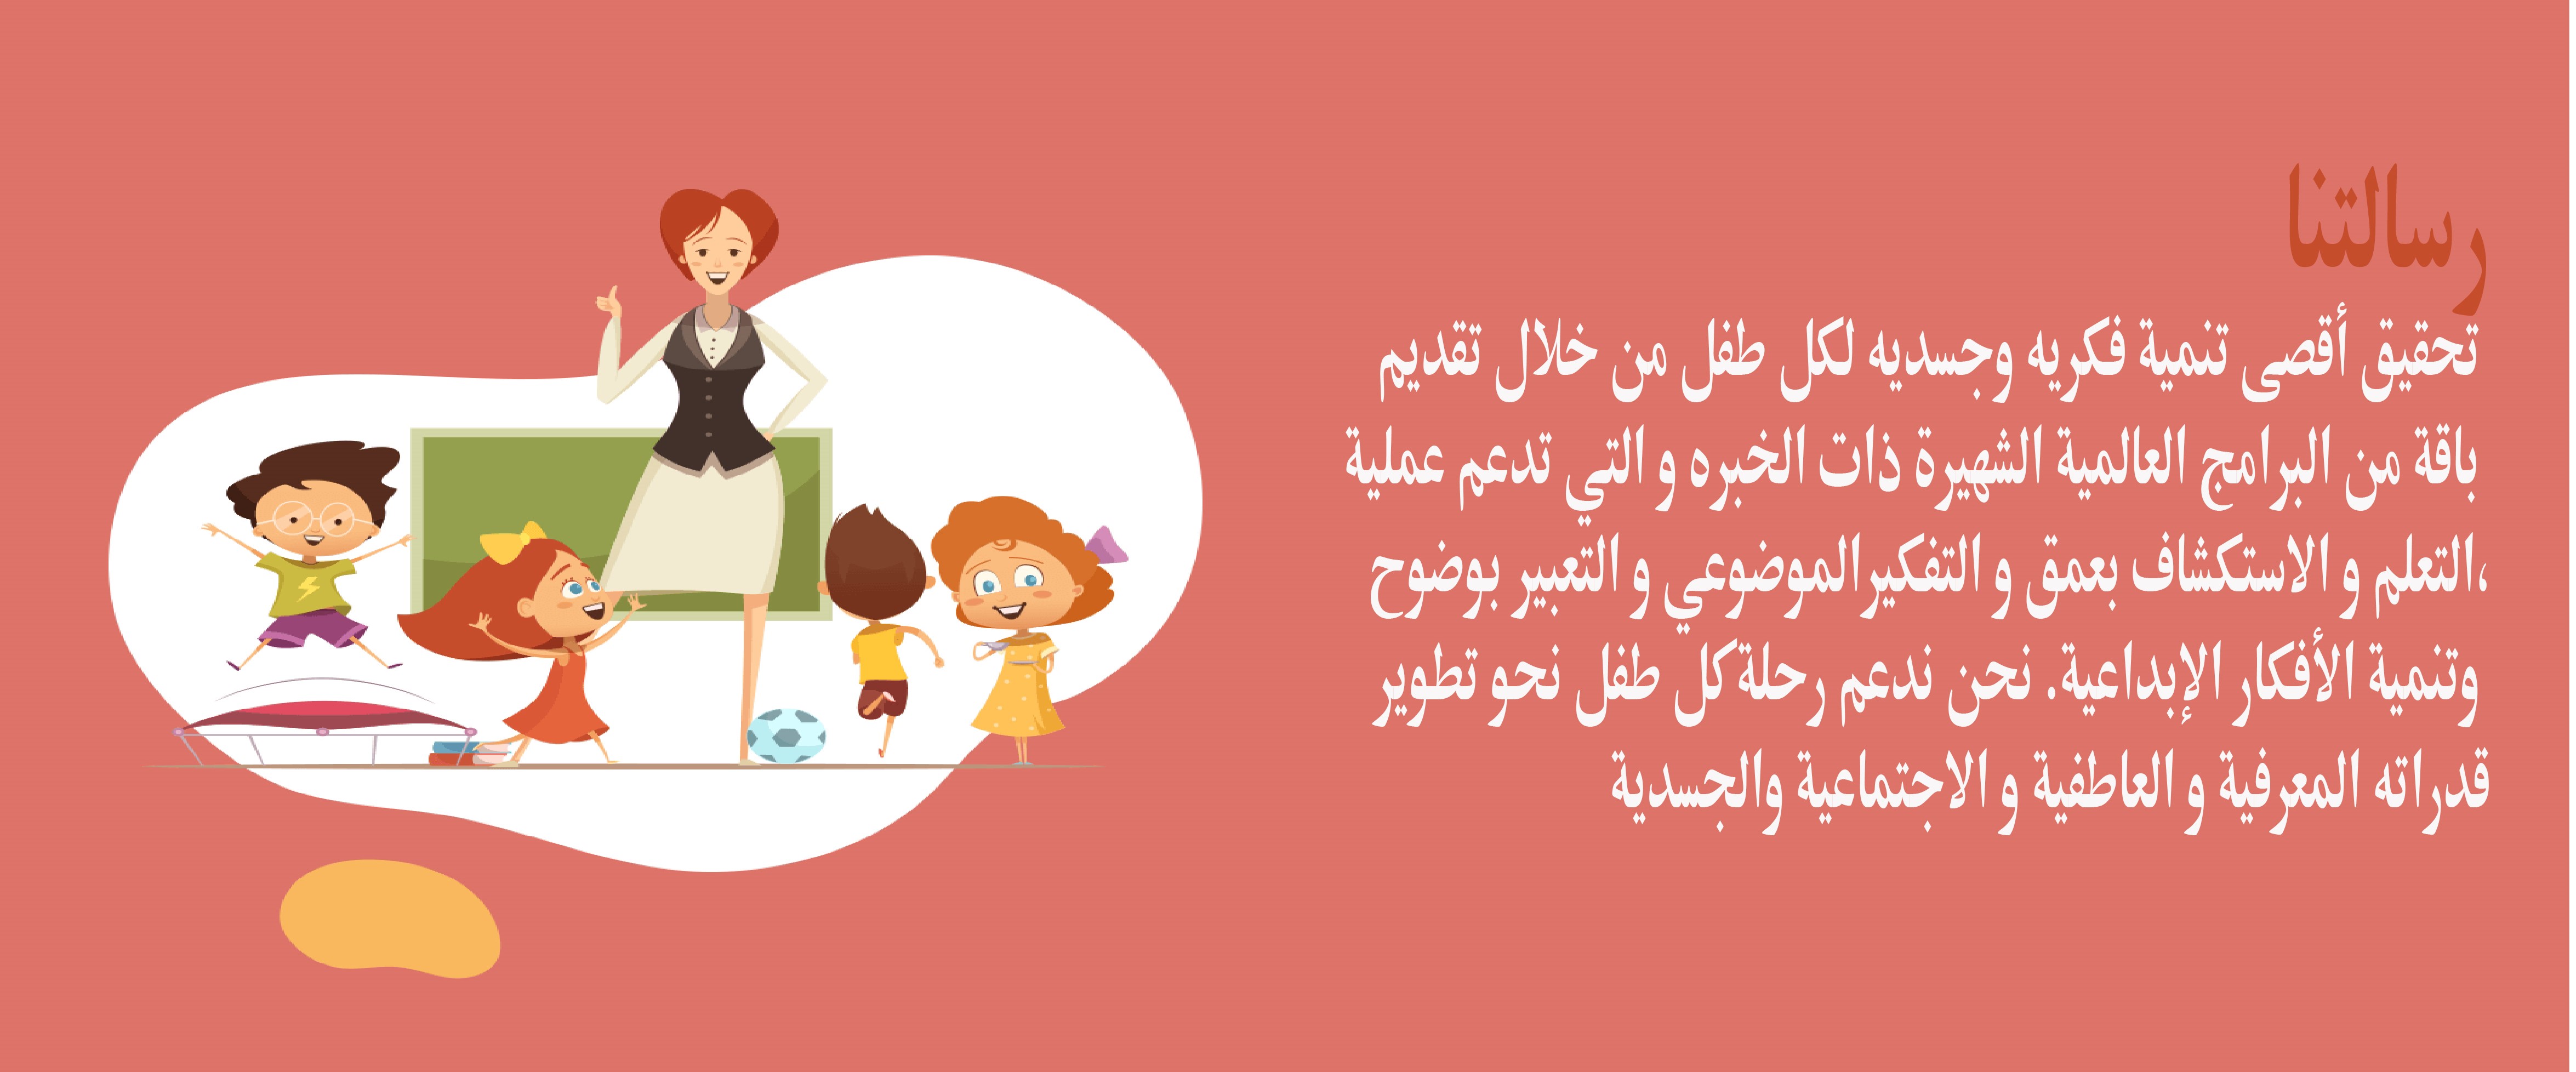 رسالتنا
تحقيق أقصى تنمية فكريه وجسديه لكل طفل من خلال تقديم
باقة من البرامج العالمية الشهيرة ذات الخبره و التي تدعم عملية
،التعلم و الاستكشاف بعمق و التفكيرالموضوعي و التعبير بوضوح
وتنمية الأفكار الإبداعية. نحن ندعم رحلة كل طفل نحو تطوير
قدراته المعرفية و العاطفية و الاجتماعية والجسدية